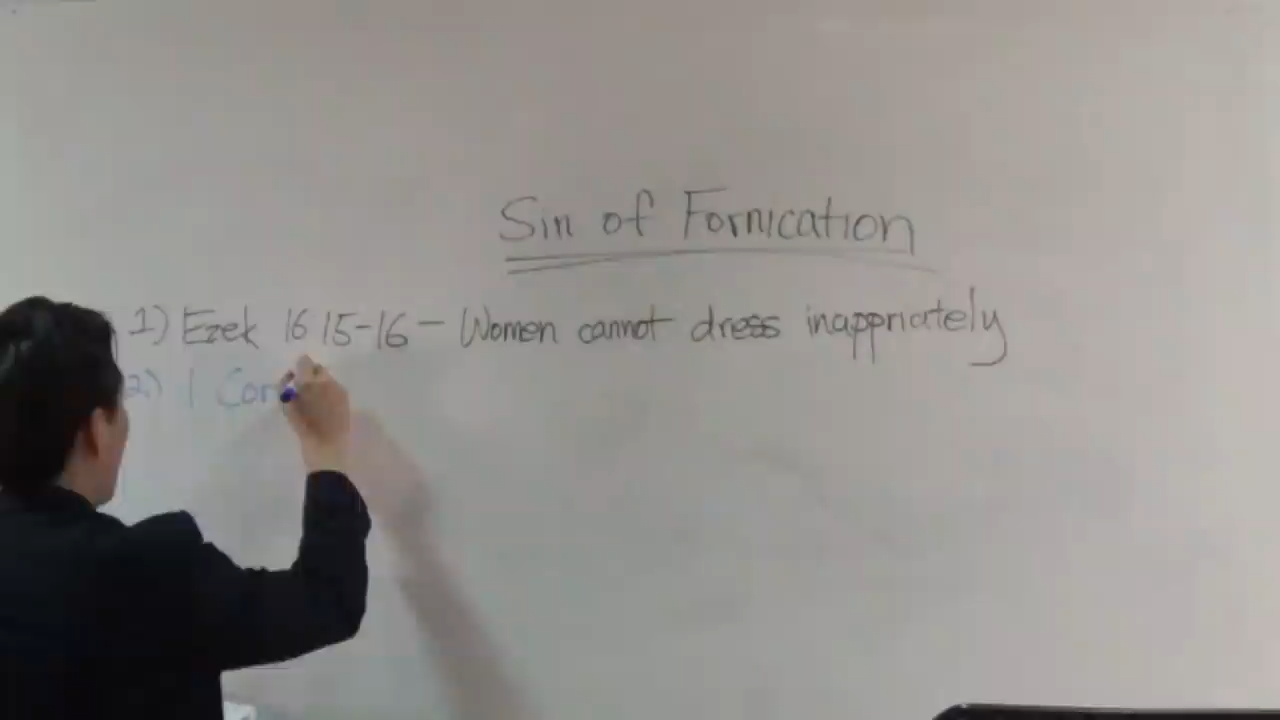 Sin of Fornication
1) Ezek 16 15-16 - Women cannot dress inappriately
2) 1 Cor